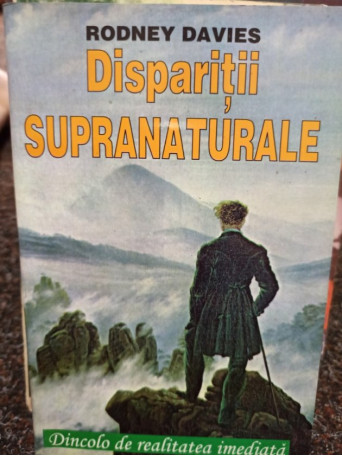 RODNEY DAVIES
Dispariții
SUPRANATURALE
Dincolo de realitatea imediată